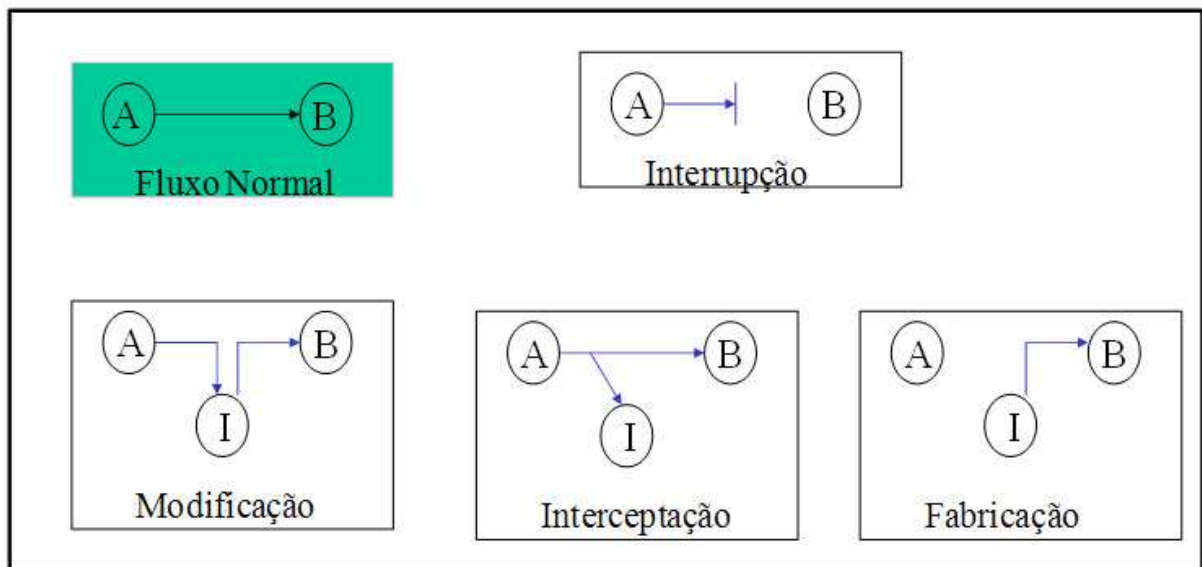 A B
Fluxo Normal
A B
Interrupção
A B
I
Modificação
A B
I
Interceptação
A B
I
Fabricação